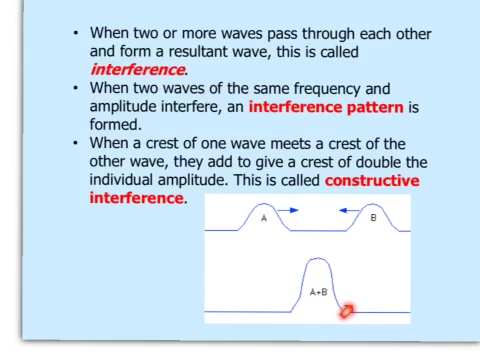 • When two or more waves pass through each other
and form a resultant wave, this is called
interference.
• When two waves of the same frequency and
amplitude interfere, an interference pattern is
formed.
• When a crest of one wave meets a crest of the
other wave, they add to give a crest of double the
individual amplitude. This is called constructive
interference.
A B
A+B